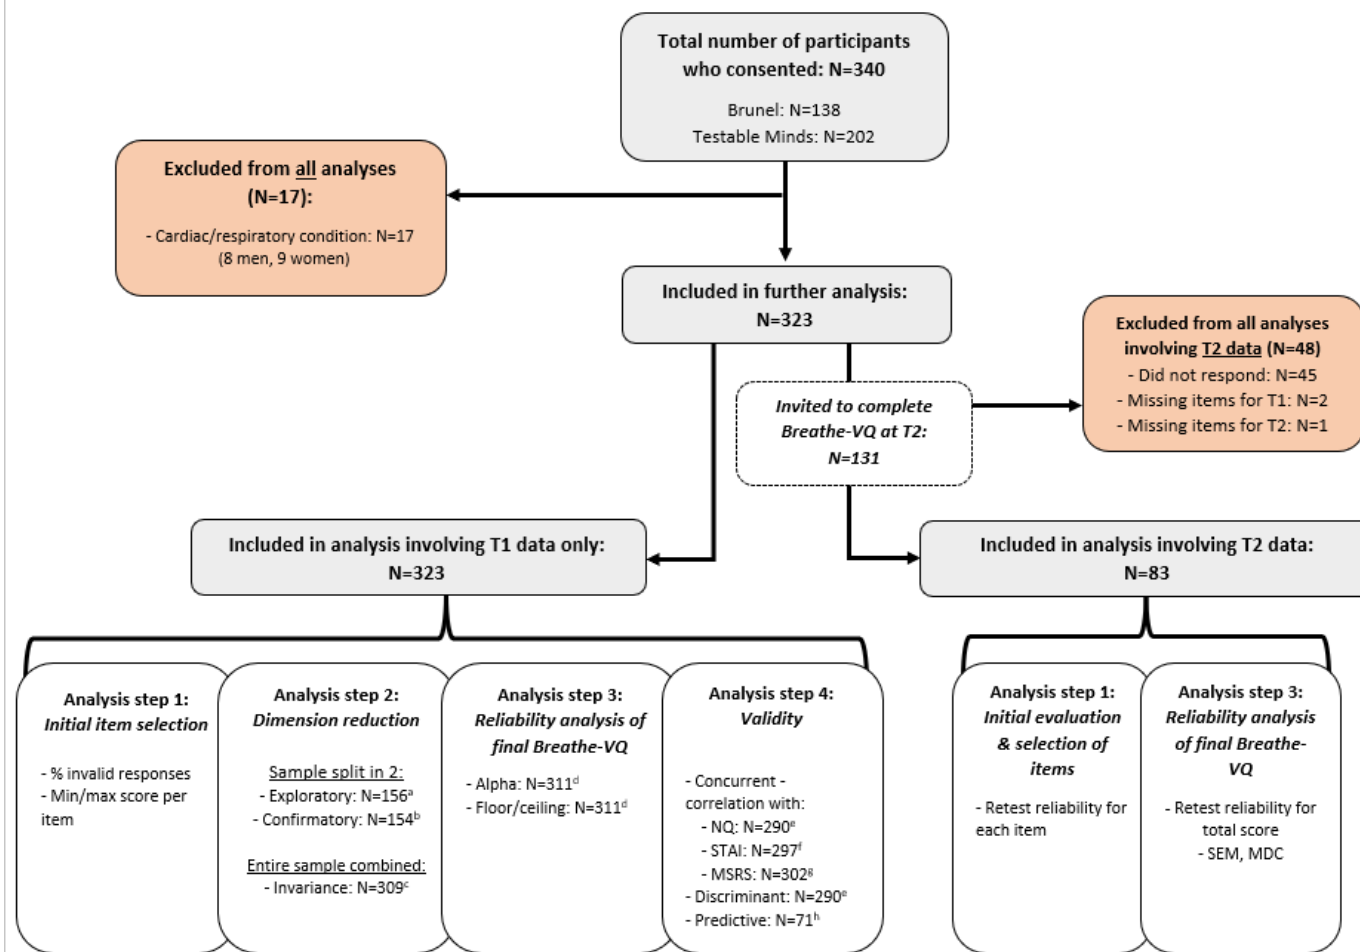 Total number of participants
who consented: N=340
Brunel: N=138
Testable Minds: N=202
Excluded from all analyses
(N=17):
- Cardiac/respiratory condition: N=17
(8 men, 9 women)
Included in further analysis:
N=323
Excluded from all analyses
involving T2 data (N=48)
- Did not respond: N=45
- Missing items for T1: N=2
- Missing items for T2: N=1
Invited to complete
Breathe-VQ at T2:
N=131
Included in analysis involving T1 data only:
N=323
Included in analysis involving T2 data:
N=83
Analysis step 1:
Initial item selection
- % invalid responses
- Min/max score per
item
Analysis step 2:
Dimension reduction
Sample split in 2:
- Exploratory: N=156ᵃ
- Confirmatory: N=154ᵇ
Entire sample combined:
- Invariance: N=309ᶜ
Analysis step 3:
Reliability analysis of
final Breathe-VQ
- Alpha: N=311ᵈ
- Floor/ceiling: N=311ᵈ
Analysis step 4:
Validity
- Concurrent -
correlation with:
- NQ: N=290ᵉ
- STAI: N=297ᶠ
- MSRS: N=302ᵍ
- Discriminant: N=290ᵉ
- Predictive: N=71ʰ
Analysis step 1:
Initial evaluation
& selection of
items
- Retest reliability for
each item
Analysis step 3:
Reliability analysis
of final Breathe-
VQ
- Retest reliability for
total score
- SEM, MDC